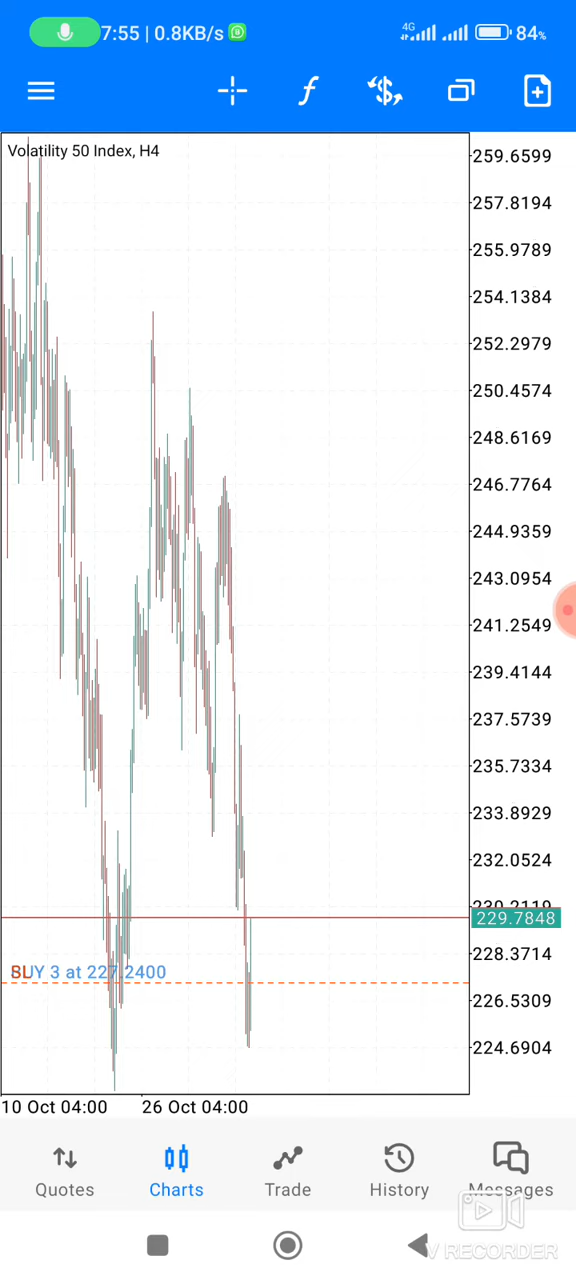 7:55 | 0.8KB/s
4G
84%
f
$
Volatility 50 Index, H4
259.6599
257.8194
255.9789
254.1384
252.2979
250.4574
248.6169
246.7764
244.9359
243.0954
241.2549
239.4144
237.5739
235.7334
233.8929
232.0524
230.2119
229.7848
228.3714
SL
BUY 3 at 227.2400
226.5309
224.6904
10 Oct 04:00
26 Oct 04:00
Quotes
Charts
Trade
History
Messages
V RECORDER